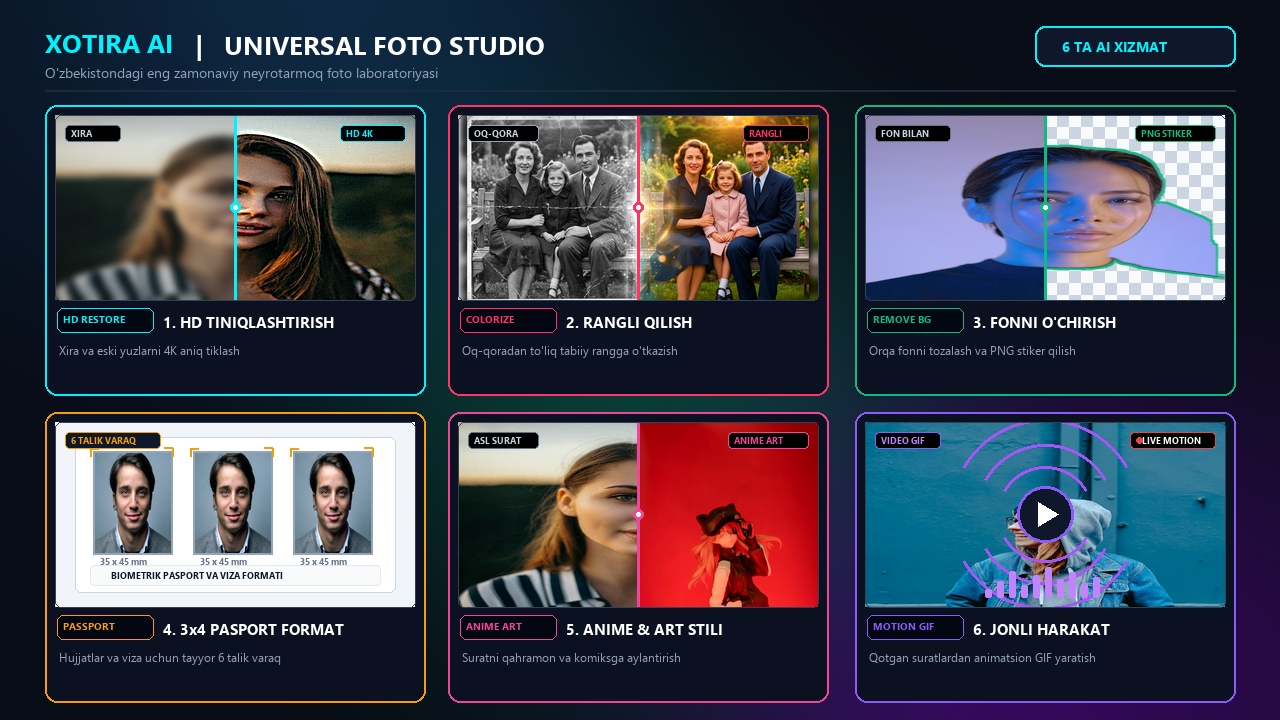 XOTIRA AI | UNIVERSAL FOTO STUDIO
O'zbekistondagi eng zamonaviy neyrotarmoq foto laboratoriyasi
6 TA AI XIZMAT
XIRA
HD 4K
HD RESTORE
1. HD TINIQLASHTIRISH
Xira va eski yuzlarni 4K aniq tiklash
OQ-QORA
RANGLI
COLORIZE
2. RANGLI QILISH
Oq-qoradan to'liq tabiiy rangga o'tkazish
FON BILAN
PNG STIKER
REMOVE BG
3. FONNI O'CHIRISH
Orqa fonni tozalash va PNG stiker qilish
6 TALIK VARAQ
35 x 45 mm
35 x 45 mm
35 x 45 mm
BIOMETRIK PASPORT VA VIZA FORMATI
PASSPORT
4. 3x4 PASPORT FORMAT
Hujjatlar va viza uchun tayyor 6 talik varaq
ASL SURAT
ANIME ART
ANIME ART
5. ANIME & ART STILI
Suratni qahramon va komiksga aylantirish
VIDEO GIF
LIVE MOTION
MOTION GIF
6. JONLI HARAKAT
Qotgan suratlardan animatsion GIF yaratish